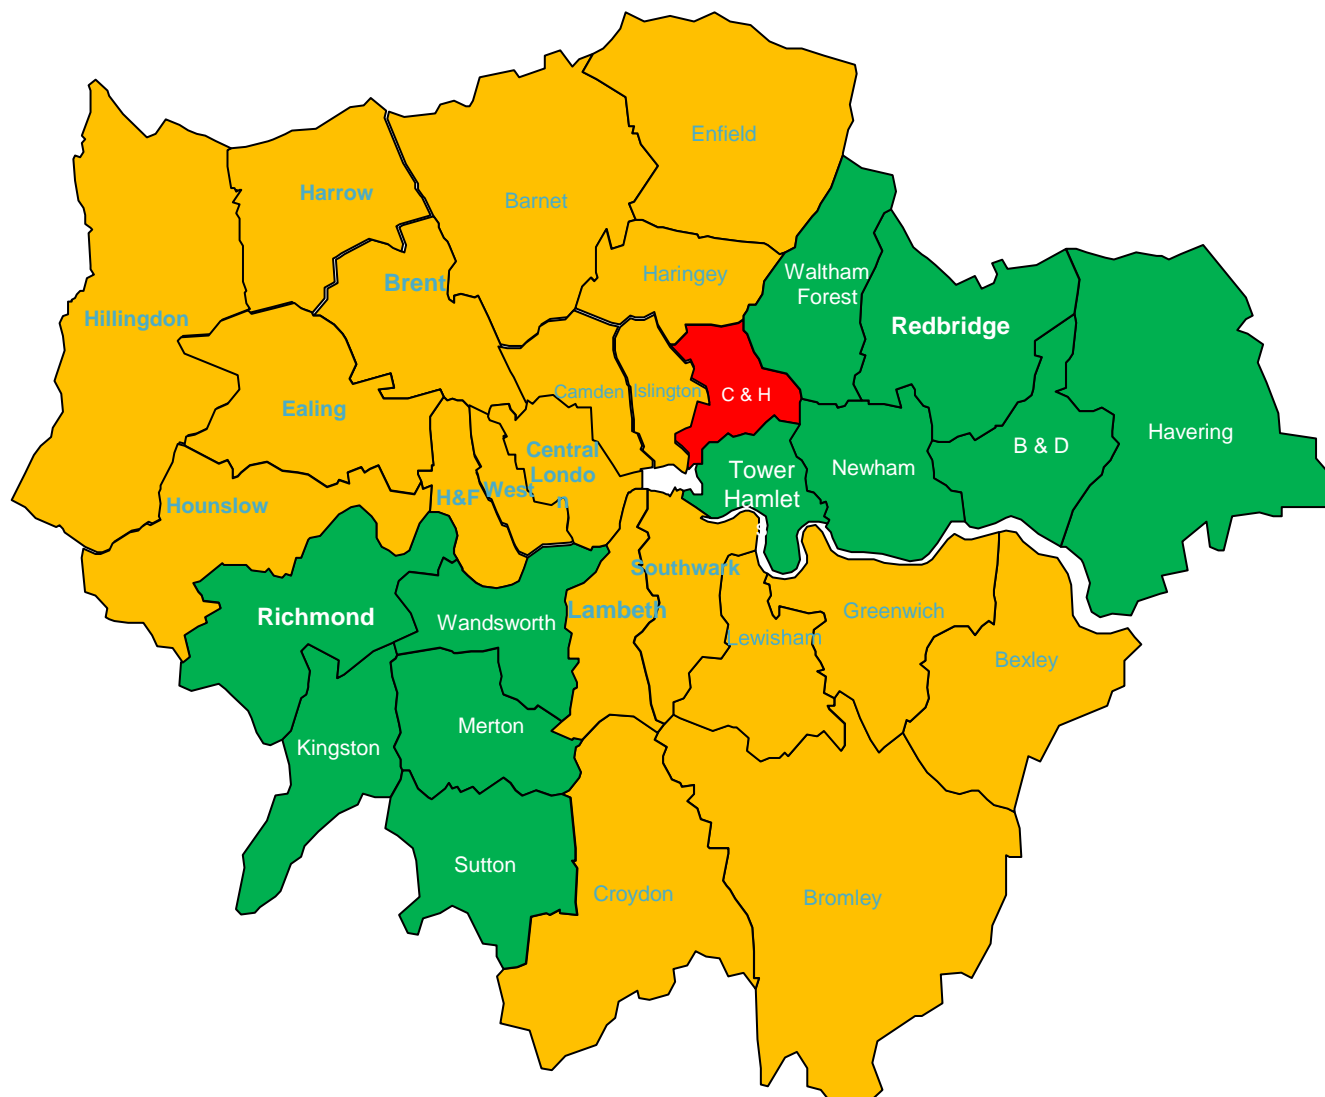 Enfield
Harrow
Barnet
Haringey
Waltham
Forest
Brent
Hillingdon
Redbridge
Camden
Islington
C & H
Ealing
Havering
B & D
Central
Londo
n
Tower
Hamlet
s
Newham
West
H&F
Hounslow
Southwark
Lambeth
Richmond
Wandsworth
Greenwich
Lewisham
Bexley
Merton
Kingston
Sutton
Croydon
Bromley